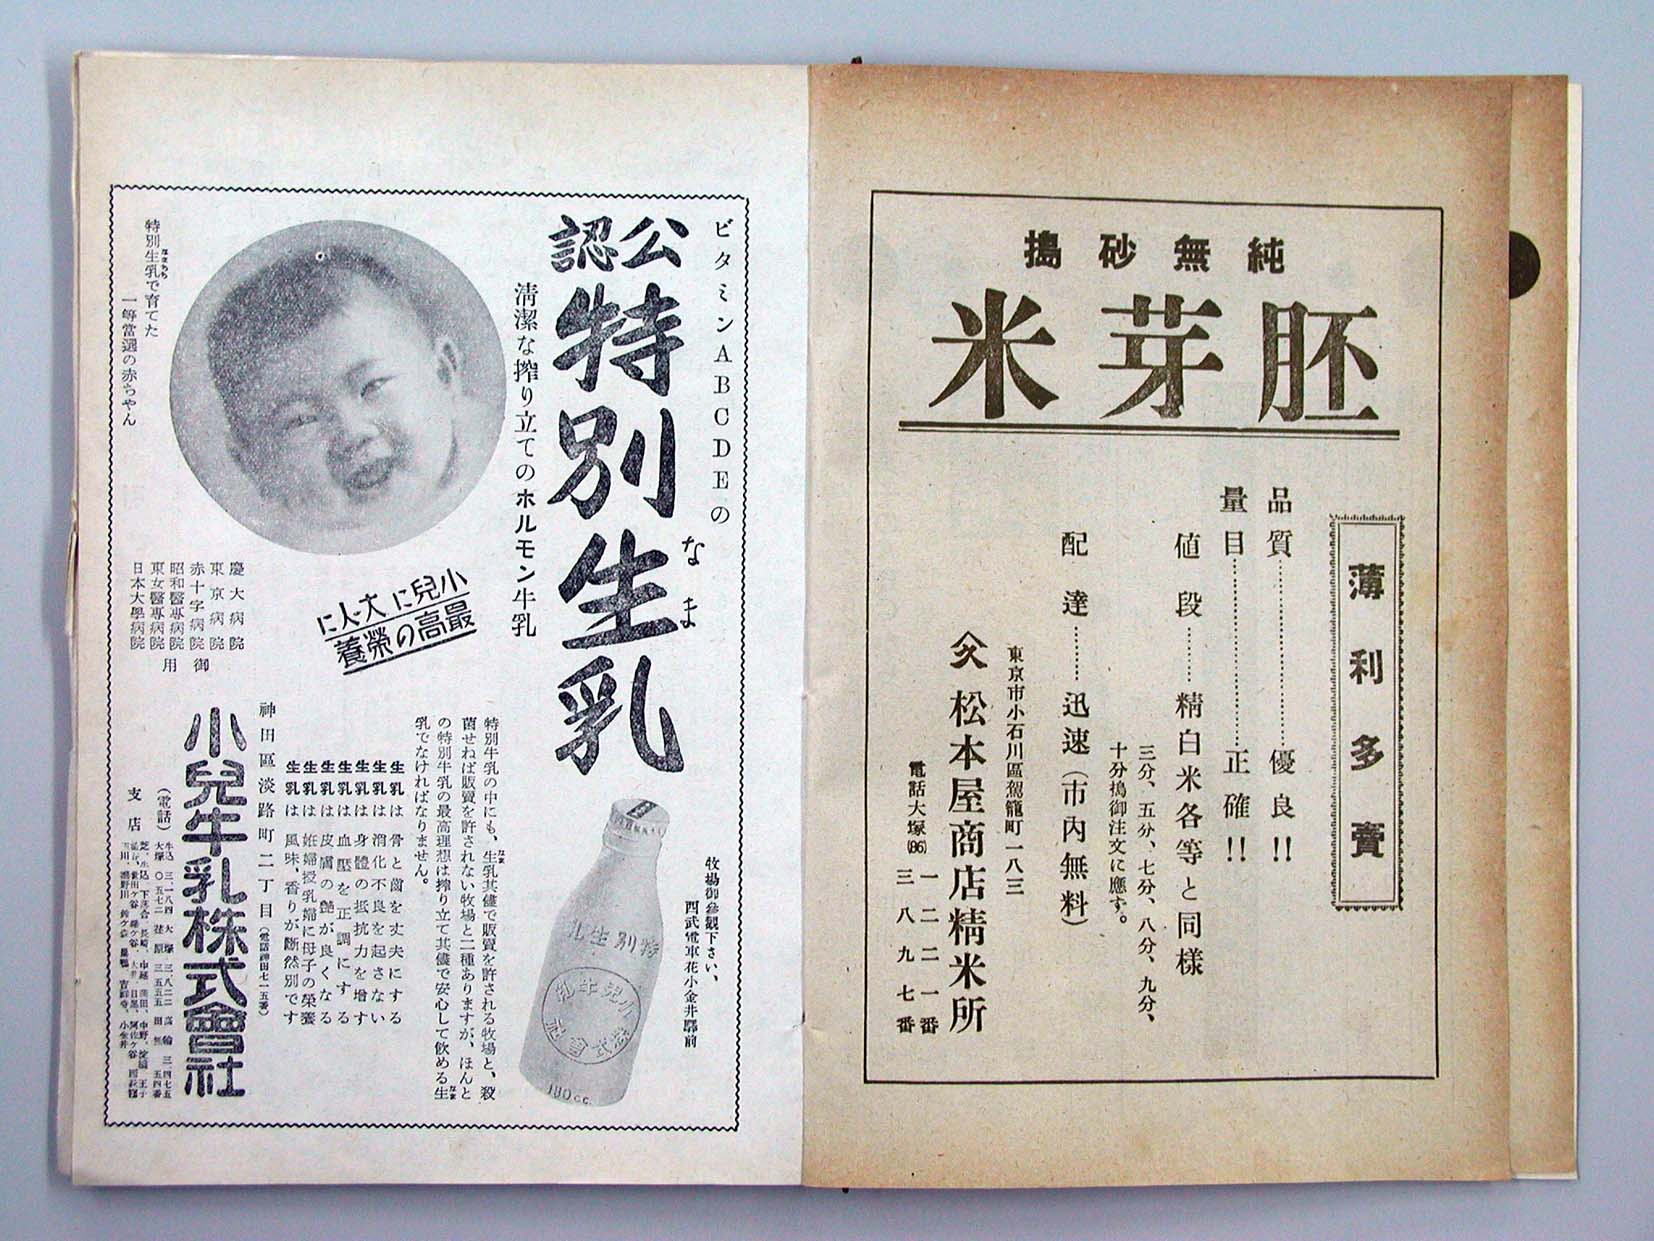 純無砂搗
胚芽米
薄利多賣
品質…………優良!!
量目…………正確!!
値段……精白米各等と同様
三分、五分、七分、八分、九分、
十分搗御注文に應ず。
配達……迅速(市內無料)
東京市小石川區駕籠町一八三
松本屋商店精米所
電話大塚(86)一二二一番
三八九七番
ビタミンABCDEの
公認
特別生乳
なま
清潔な搾り立てのホルモン牛乳
特別生乳で育てた
一等當選の赤ちやん
小兒に大人に
最高の榮養
慶大病院
東京病院
赤十字病院
昭和醫專病院
東女醫專病院
日本大學病院
御用
牧場御參觀下さい、
西武電車花小金井驛前
特別生乳
小兒牛乳
株式會社
180cc.
特別牛乳の中にも、生乳其儘で販賣を許される牧場と、殺
菌せねば販賣を許されない牧場と二種ありますが、ほんと
の特別牛乳の最高理想は搾り立て其儘で安心して飲める生
乳でなければなりません。
生乳は骨と齒を丈夫にする
生乳は消化不良を起さない
生乳は身體の抵抗力を增す
生乳は血壓を正調にする
生乳は皮膚の艶が良くなる
生乳は妊婦授乳婦に母子の榮養
生乳は風味、香りが斷然別です
神田區淡路町二丁目(電話神田七一五番)
小兒牛乳株式會社
(電話)
支店